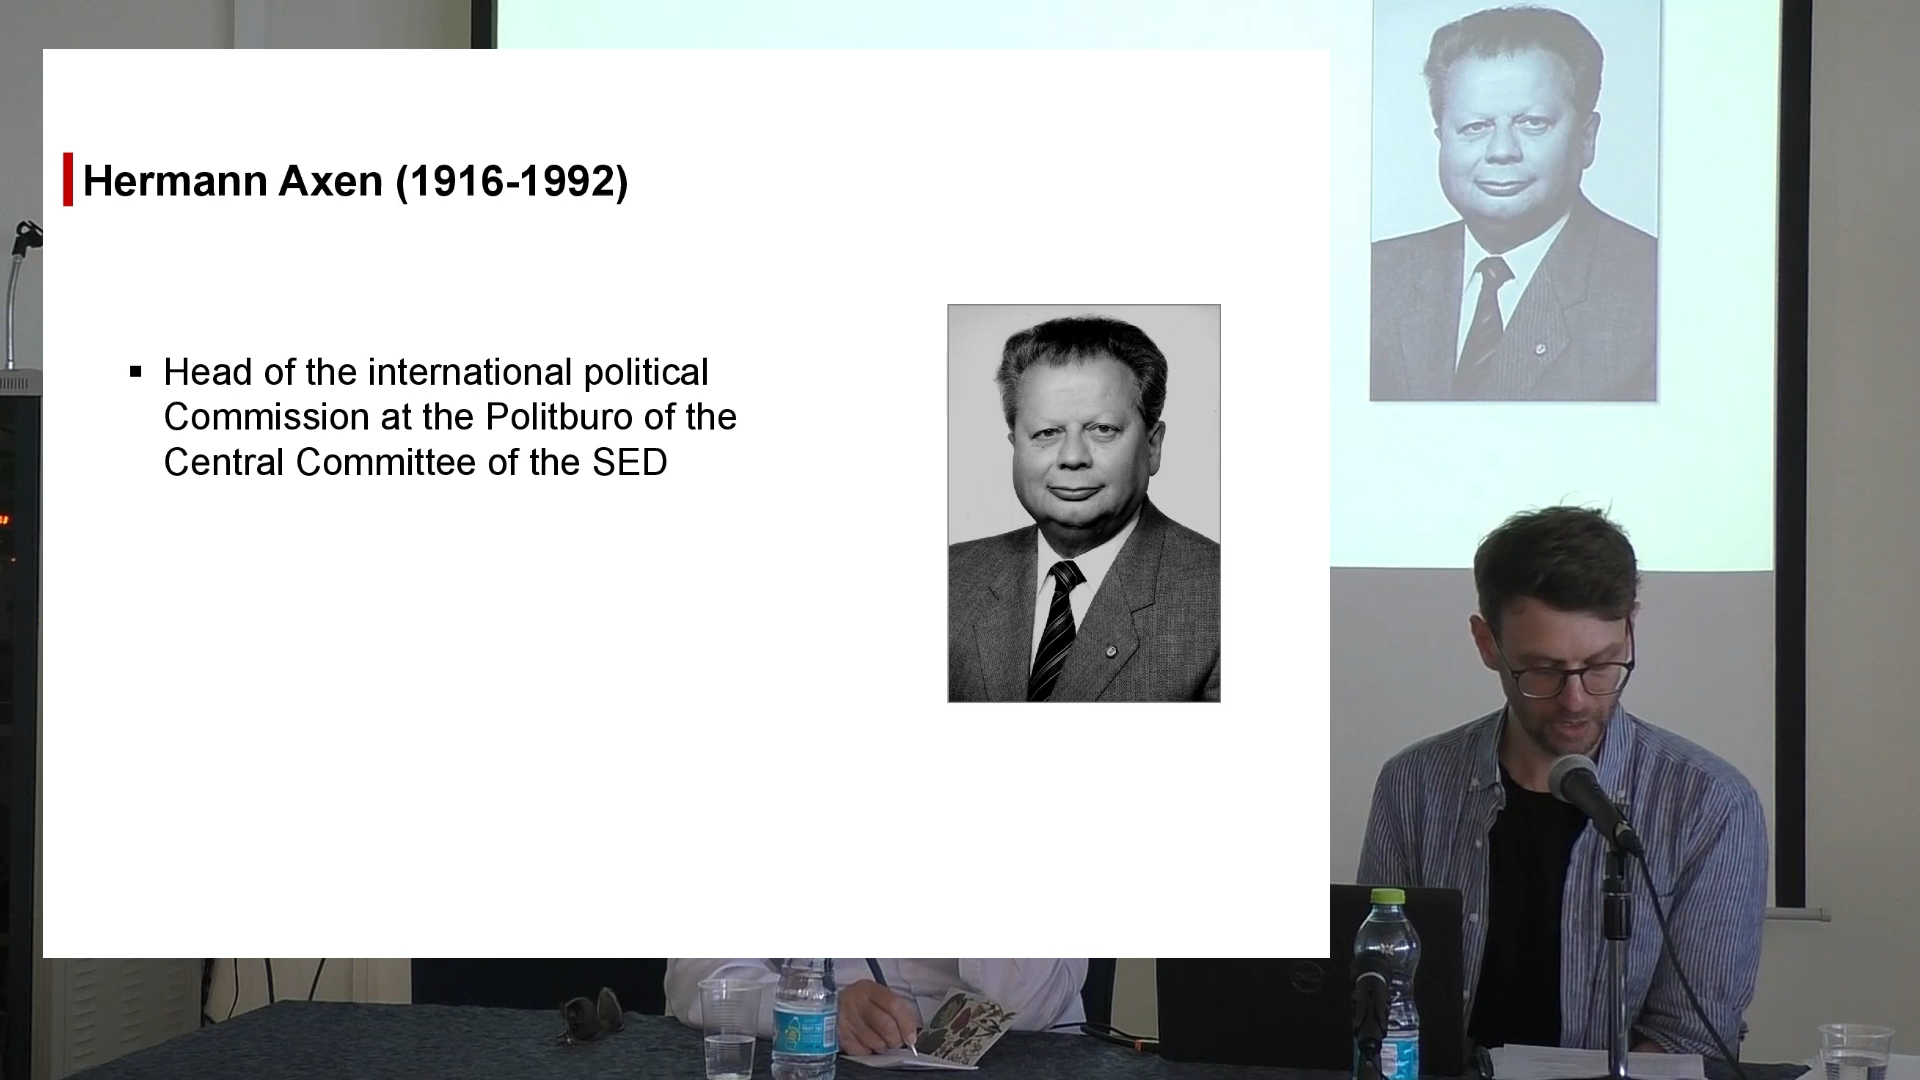 Hermann Axen (1916-1992)
Head of the international political
Commission at the Politburo of the
Central Committee of the SED